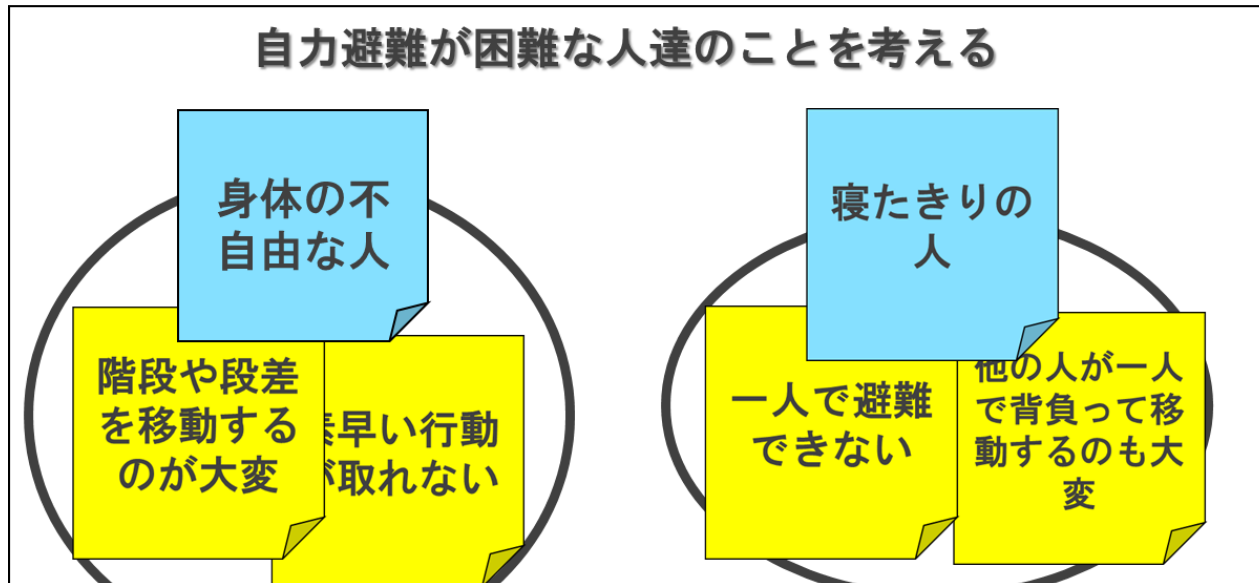 自力避難が困難な人達のことを考える
身体の不
自由な人
階段や段差
を移動する
のが大変
早い行動
が取れない
寝たきりの
人
一人で避難
できない
他の人が一人
で背負って移
動するのも大
変